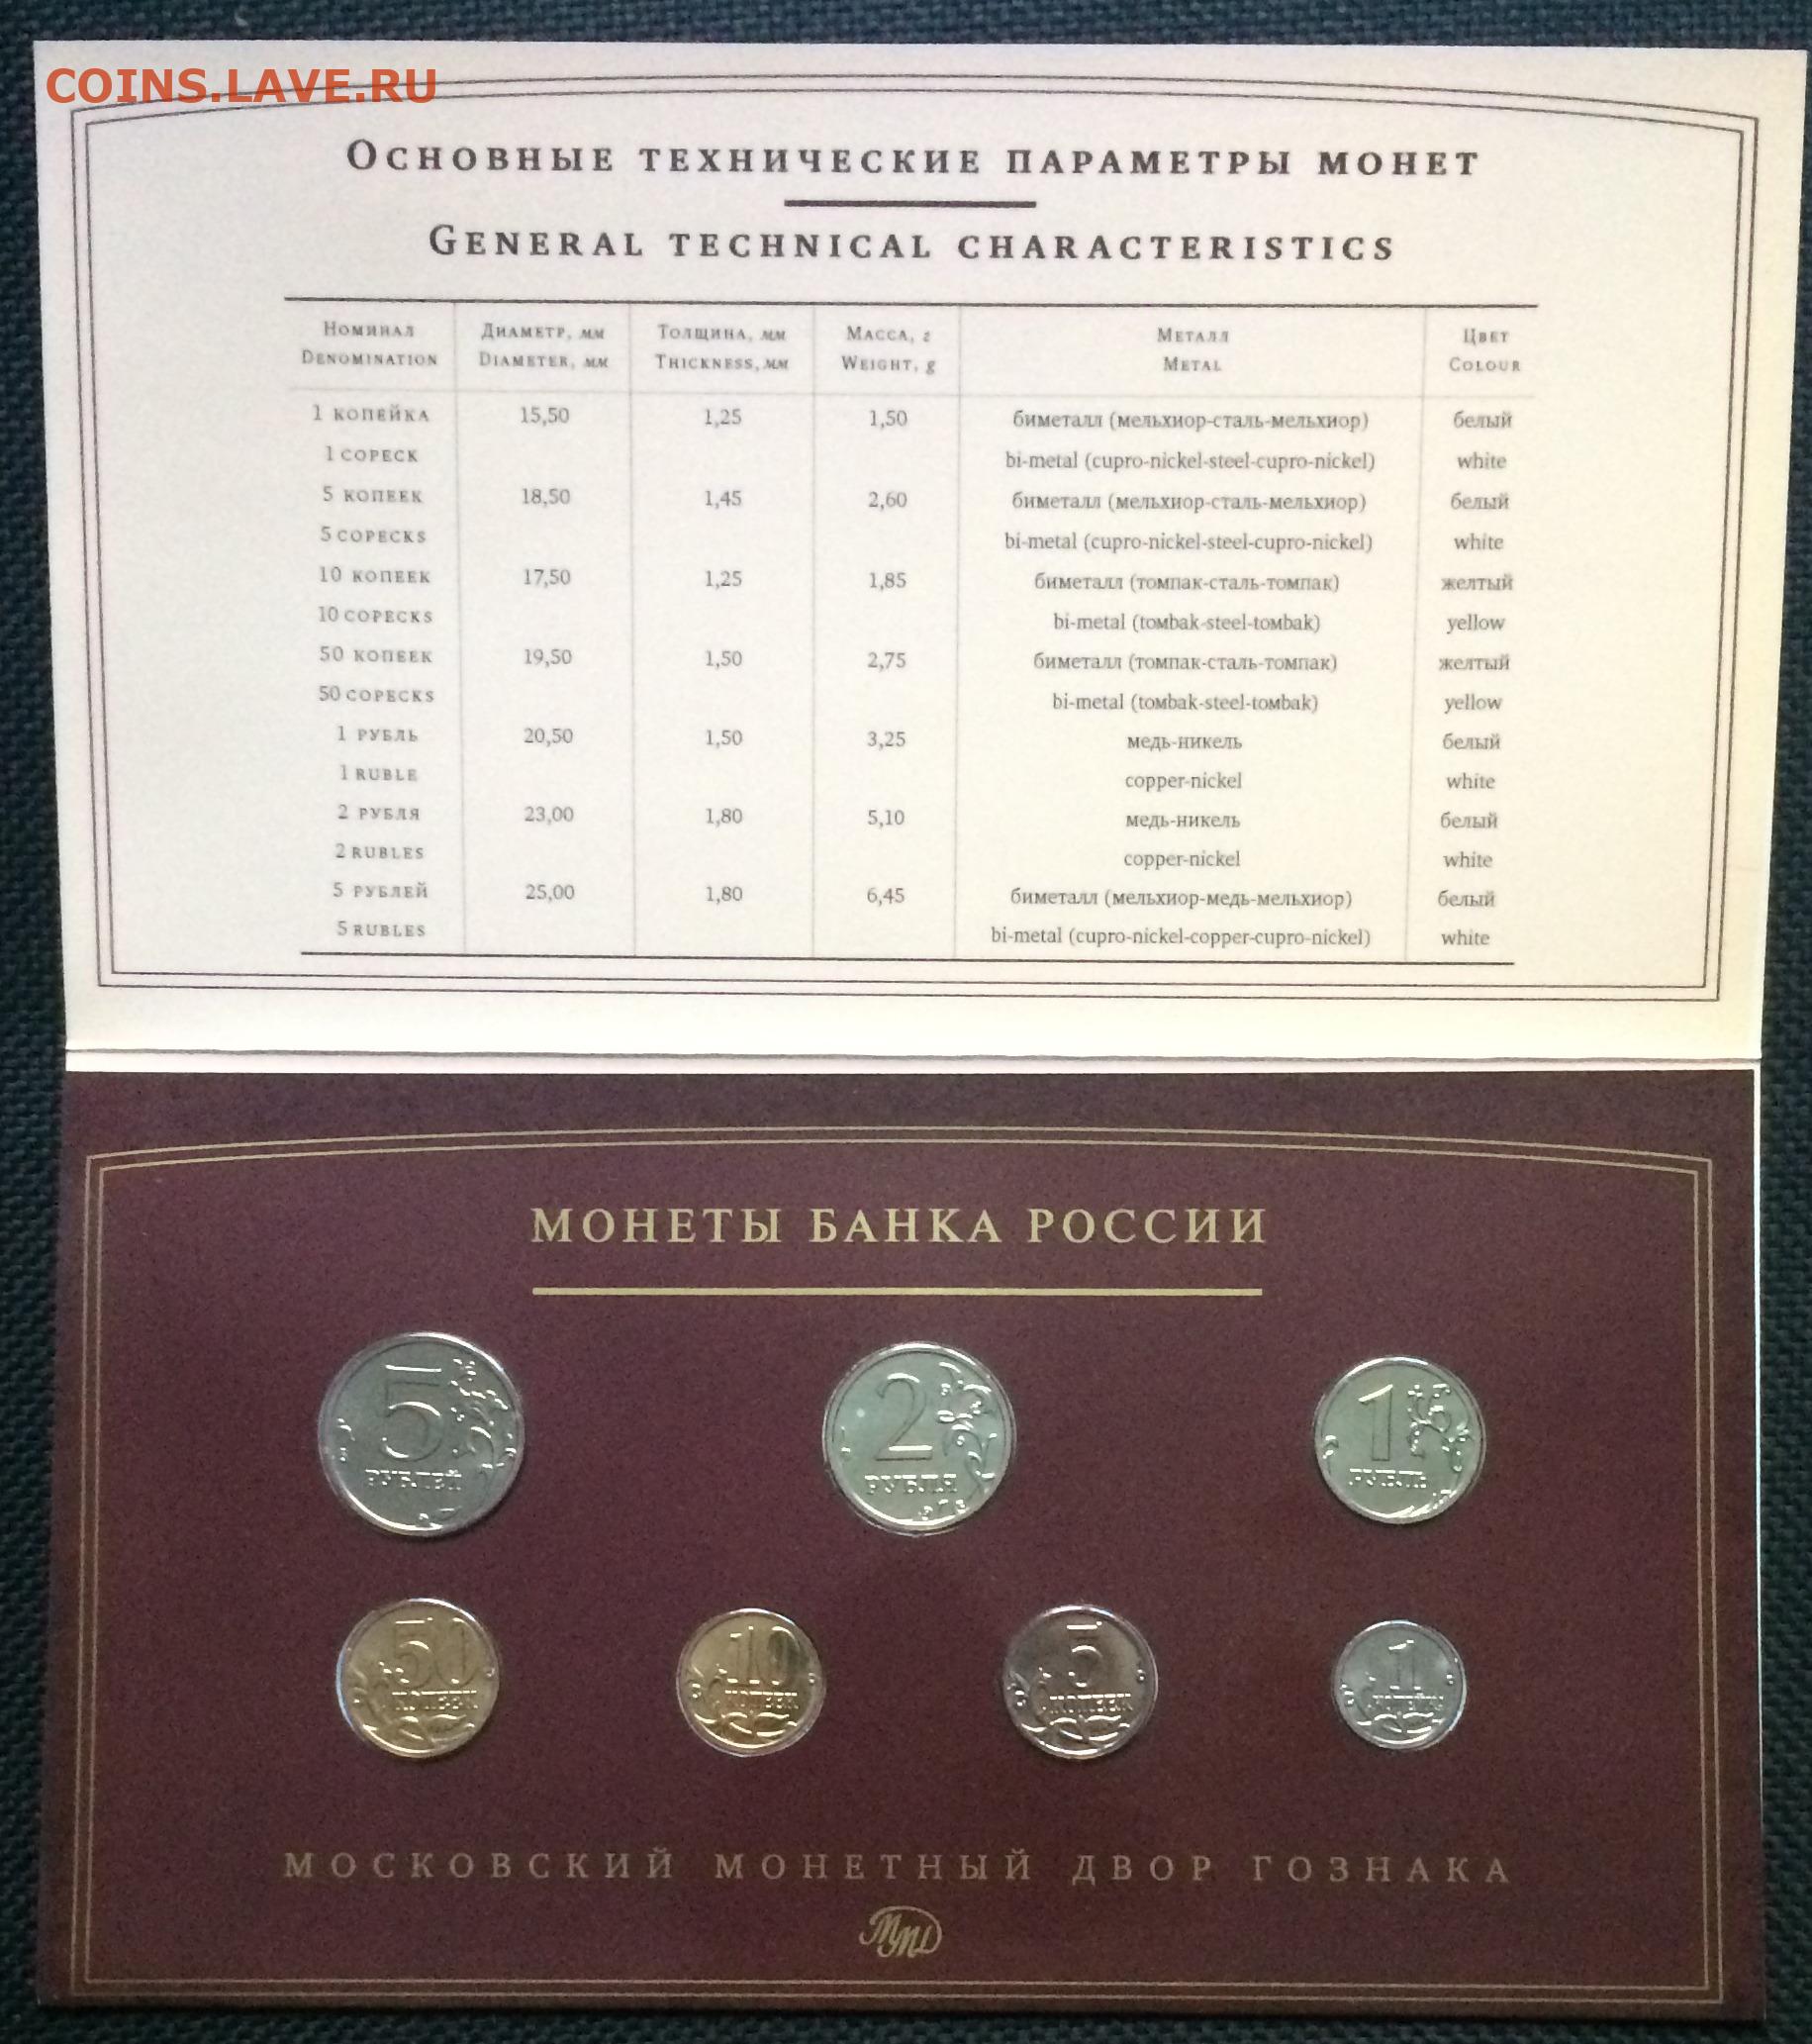 COINS.LAVE.RU
Основные технические параметры монет
General technical characteristics
Номинал Диаметр, мм Толщина, мм Масса, г Металл Цвет
Denomination Diameter, мм Thickness, мм Weight, g Metal Colour
1 копейка 15,50 1,25 1,50 биметалл (мельхиор-сталь-мельхиор) белый
1 copeck bi-metal (cupro-nickel-steel-cupro-nickel) white
5 копеек 18,50 1,45 2,60 биметалл (мельхиор-сталь-мельхиор) белый
5 copecks bi-metal (cupro-nickel-steel-cupro-nickel) white
10 копеек 17,50 1,25 1,85 биметалл (томпак-сталь-томпак) желтый
10 copecks bi-metal (tомbak-steel-tомbak) yellow
50 копеек 19,50 1,50 2,75 биметалл (томпак-сталь-томпак) желтый
50 copecks bi-metal (tомbak-steel-tомbak) yellow
1 рубль 20,50 1,50 3,25 медь-никель белый
1 ruble copper-nickel white
2 рубля 23,00 1,80 5,10 медь-никель белый
2 rubles copper-nickel white
5 рублей 25,00 1,80 6,45 биметалл (мельхиор-медь-мельхиор) белый
5 rubles bi-metal (cupro-nickel-copper-cupro-nickel) white
МОНЕТЫ БАНКА РОССИИ
5 РУБЛЕЙ
2 РУБЛЯ
1 РУБЛЬ
50 КОПЕЕК
10 КОПЕЕК
5 КОПЕЕК
1 КОПЕЙКА
МОСКОВСКИЙ МОНЕТНЫЙ ДВОР ГОЗНАКА
ММД